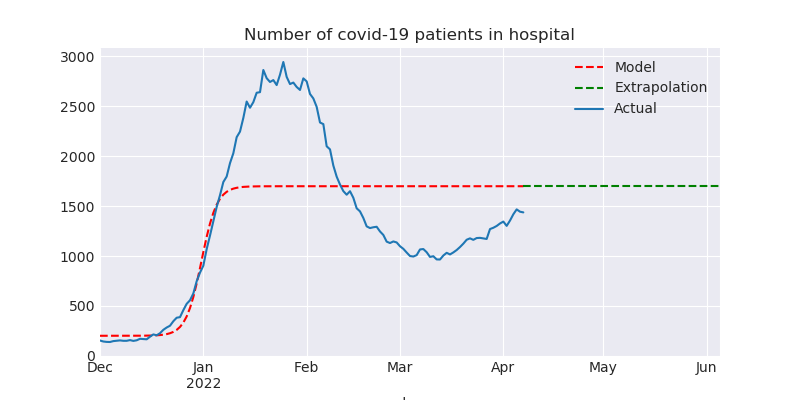 Number of covid-19 patients in hospital
3000
2500
2000
1500
1000
500
0
Model
Extrapolation
Actual
Dec Jan Feb Mar Apr May Jun
2022